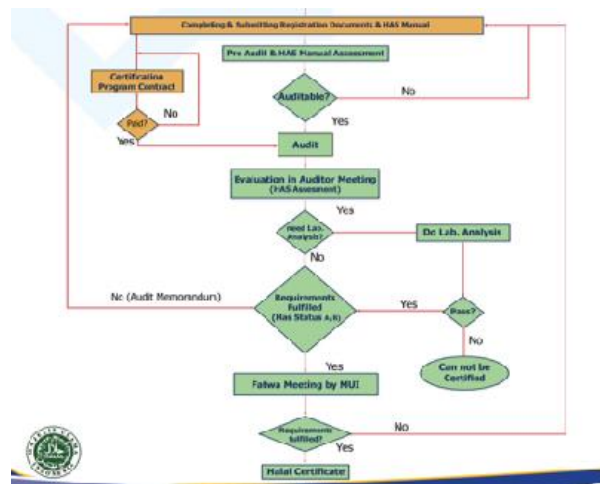 Completing & Submitting Registration Documents & HAS Manual
Pre Audit & HAS Manual Assessment
Certification
Program Contract
Auditable?
No
No
Paid?
Yes
Yes
Audit
Evaluation in Auditor Meeting
(HAS Assesment)
Yes
need Lab.
Analysis?
Do Lab. Analysis
No
No (Audit Memorandum)
Requirements
Fulfilled
(Has Status A,B)
Yes
Pass?
No
Yes
Can not be
Certified
Fatwa Meeting by MUI
Requirements
fulfilled?
No
Yes
Halal Certificate